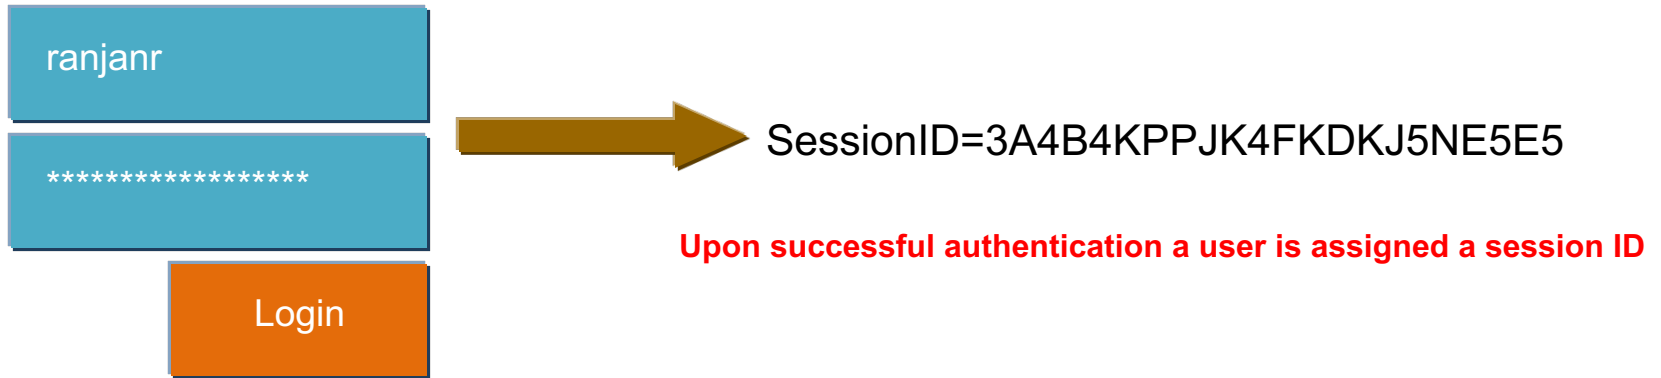 ranjanr
******************
Login
SessionID=3A4B4KPPJK4FKDKJ5NE5E5
Upon successful authentication a user is assigned a session ID